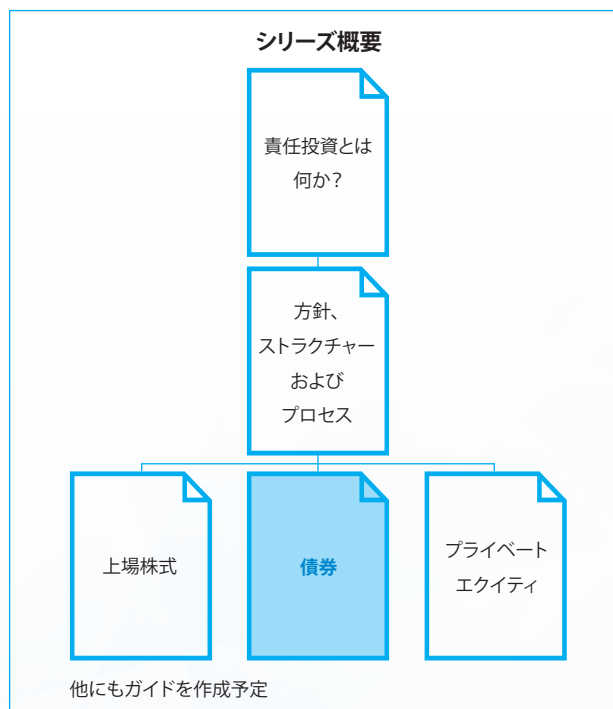 シリーズ概要
責任投資とは
何か？
方針、
ストラクチャー
および
プロセス
上場株式
債券
プライベート
エクイティ
他にもガイドを作成予定